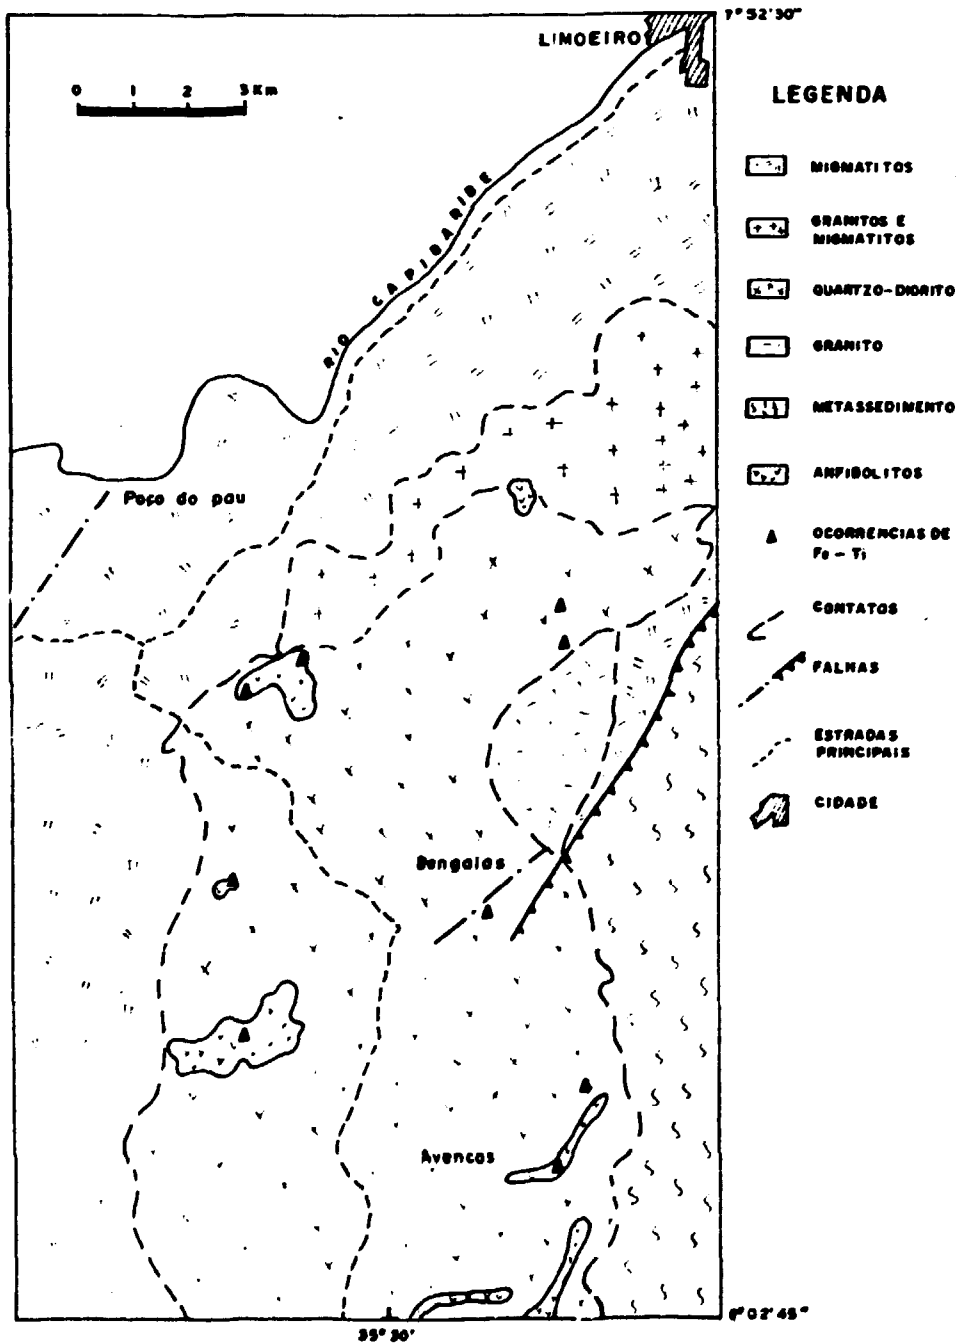 7° 52' 30"
LIMOEIRO
0 1 2 3 Km
LEGENDA
MIGMATITOS
GRANITOS E
MIGMATITOS
QUARTZO-DIORITO
GRANITO
METASSEDIMENTO
ANFIBOLITOS
OCORRENCIAS DE
Fe - Ti
CONTATOS
FALHAS
ESTRADAS
PRINCIPAIS
CIDADE
RIO CAPIBARIBE
Poço do pau
Bengalas
Avencas
8° 02' 45"
35° 30'